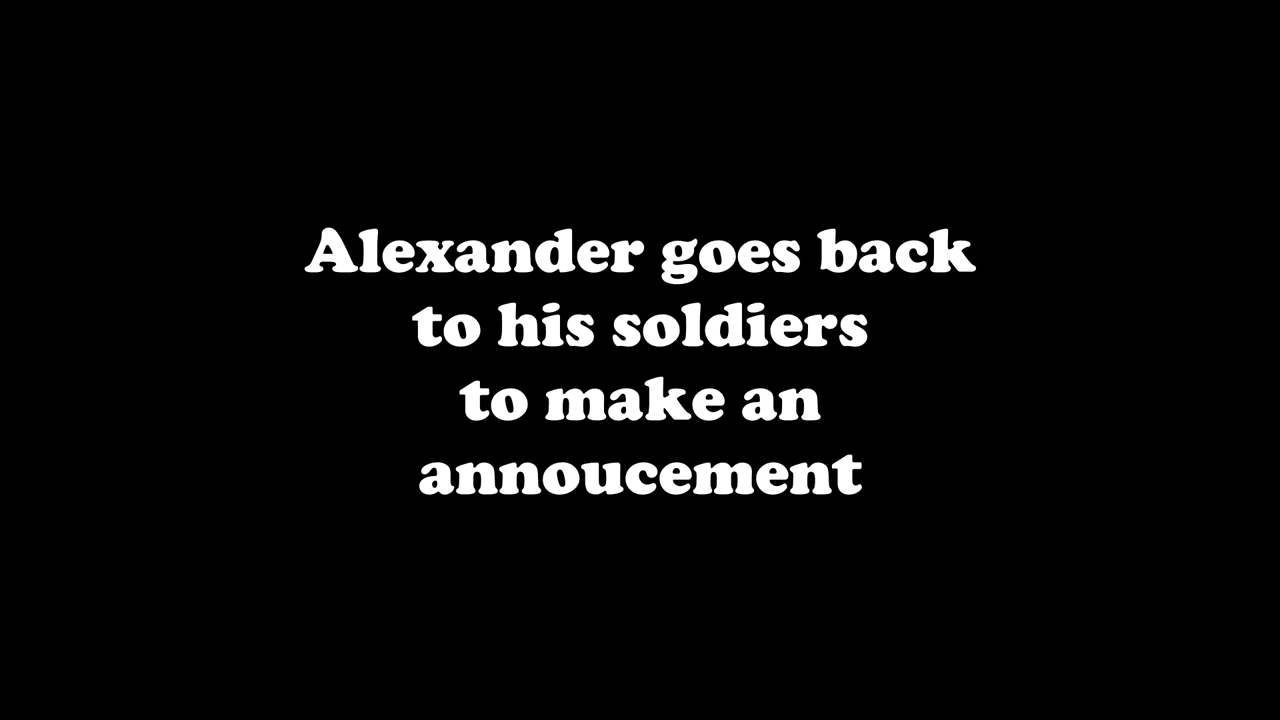 Alexander goes back
to his soldiers
to make an
annoucement